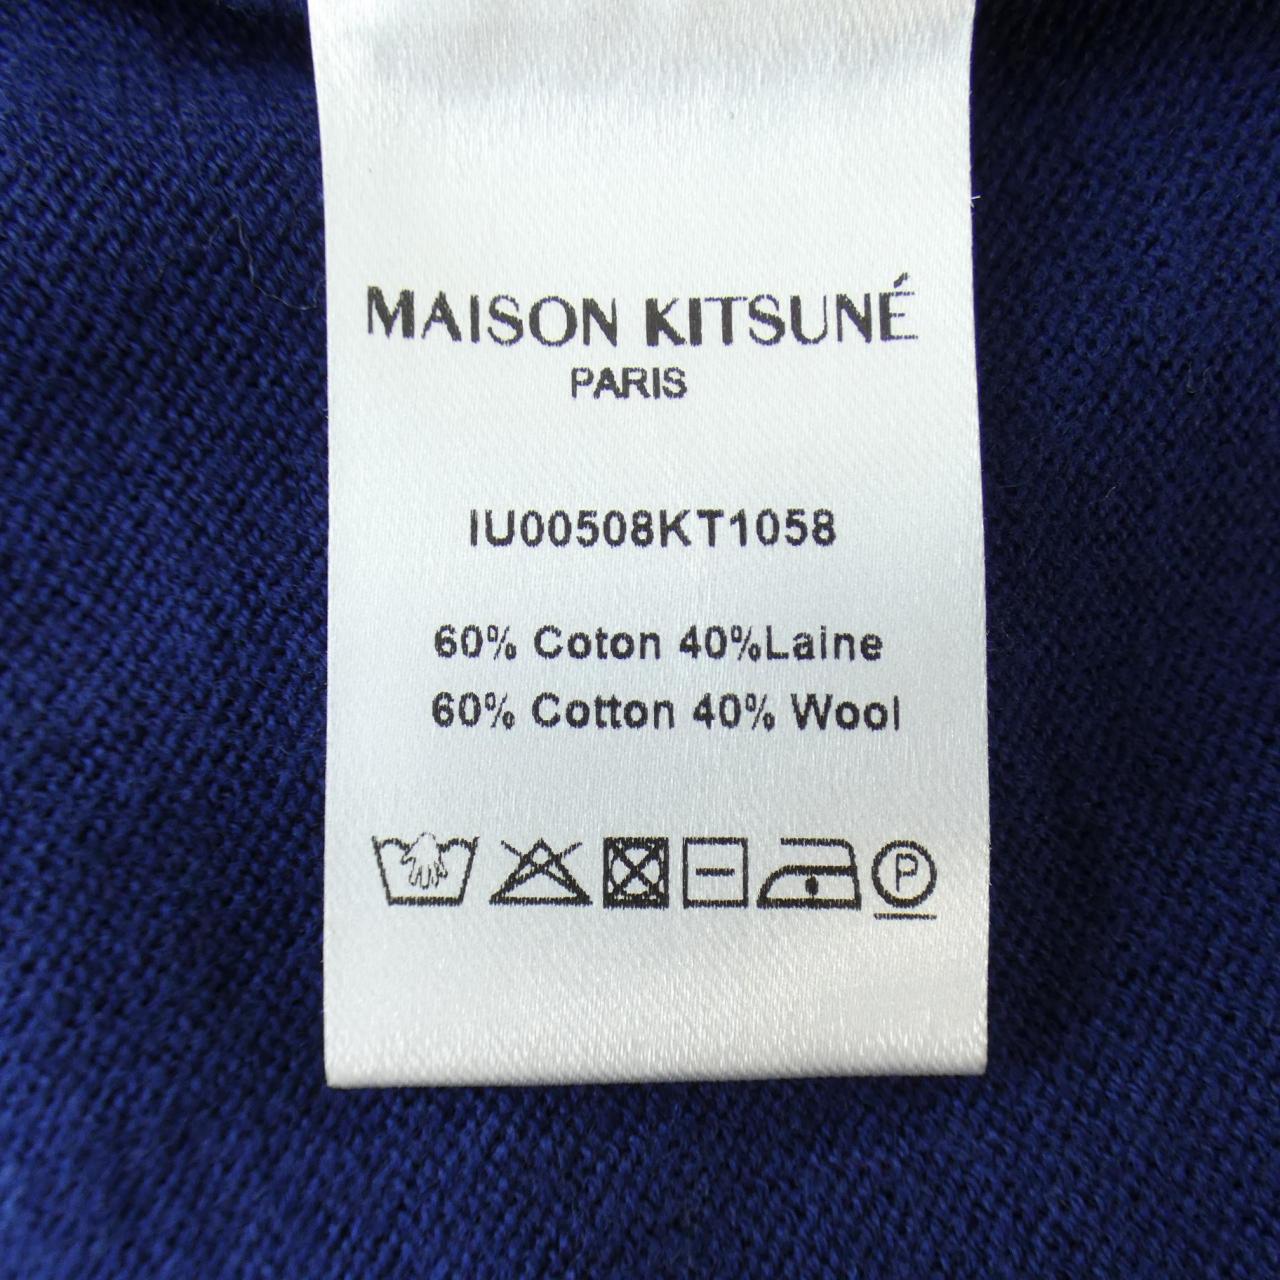 MAISON KITSUNÉ
PARIS
IU00508KT1058
60% Coton 40%Laine
60% Cotton 40% Wool
P